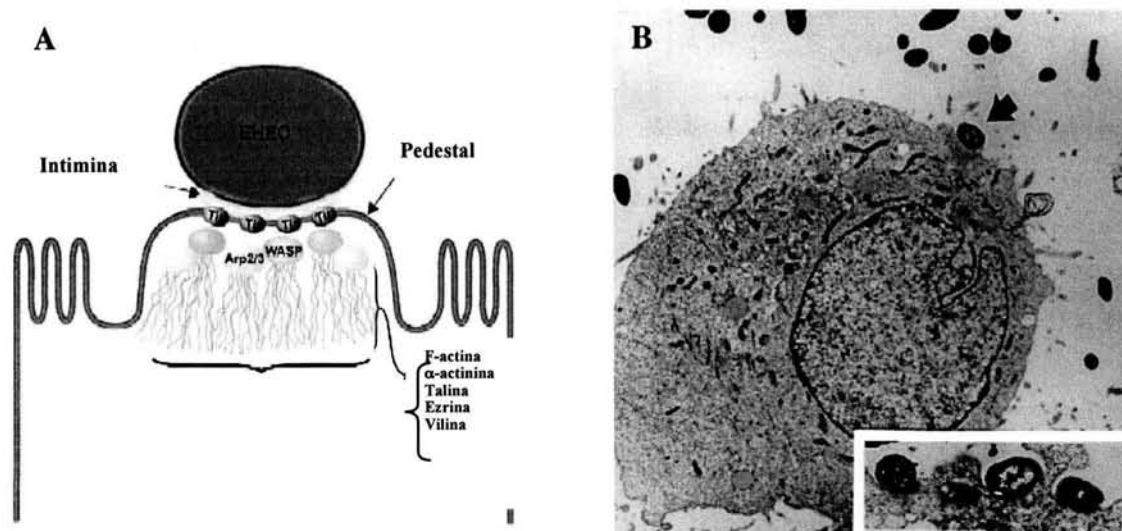 A
B
EHEC
Intimina
Pedestal
Tir Tir Tir Tir
Arp2/3 WASP
F-actina
α-actinina
Talina
Ezrina
Vilina